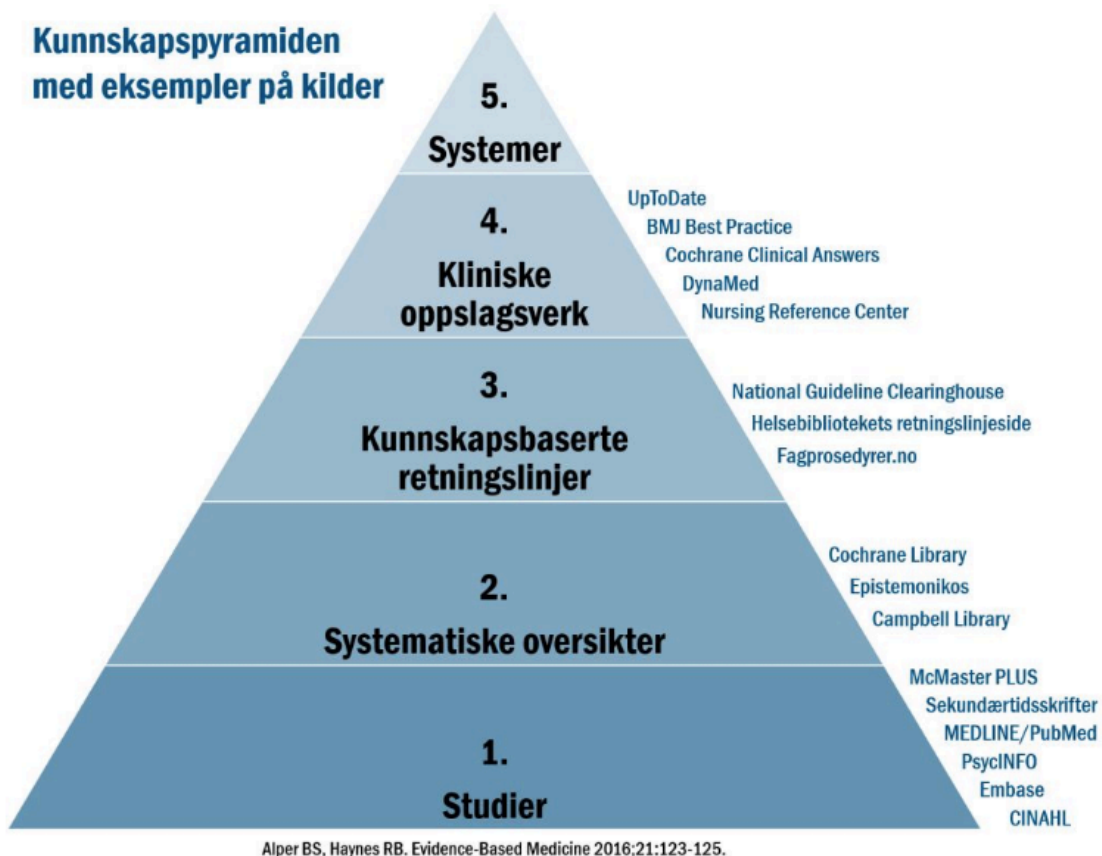 Kunnskapspyramiden
med eksempler på kilder
5.
Systemer
4.
Kliniske
oppslagsverk
UpToDate
BMJ Best Practice
Cochrane Clinical Answers
DynaMed
Nursing Reference Center
3.
Kunnskapsbaserte
retningslinjer
National Guideline Clearinghouse
Helsebibliotekets retningslinjeside
Fagprosedyrer.no
2.
Systematiske oversikter
Cochrane Library
Epistemonikos
Campbell Library
1.
Studier
McMaster PLUS
Sekundærtidsskrifter
MEDLINE/PubMed
PsycINFO
Embase
CINAHL
Alper BS, Haynes RB. Evidence-Based Medicine 2016;21:123-125.